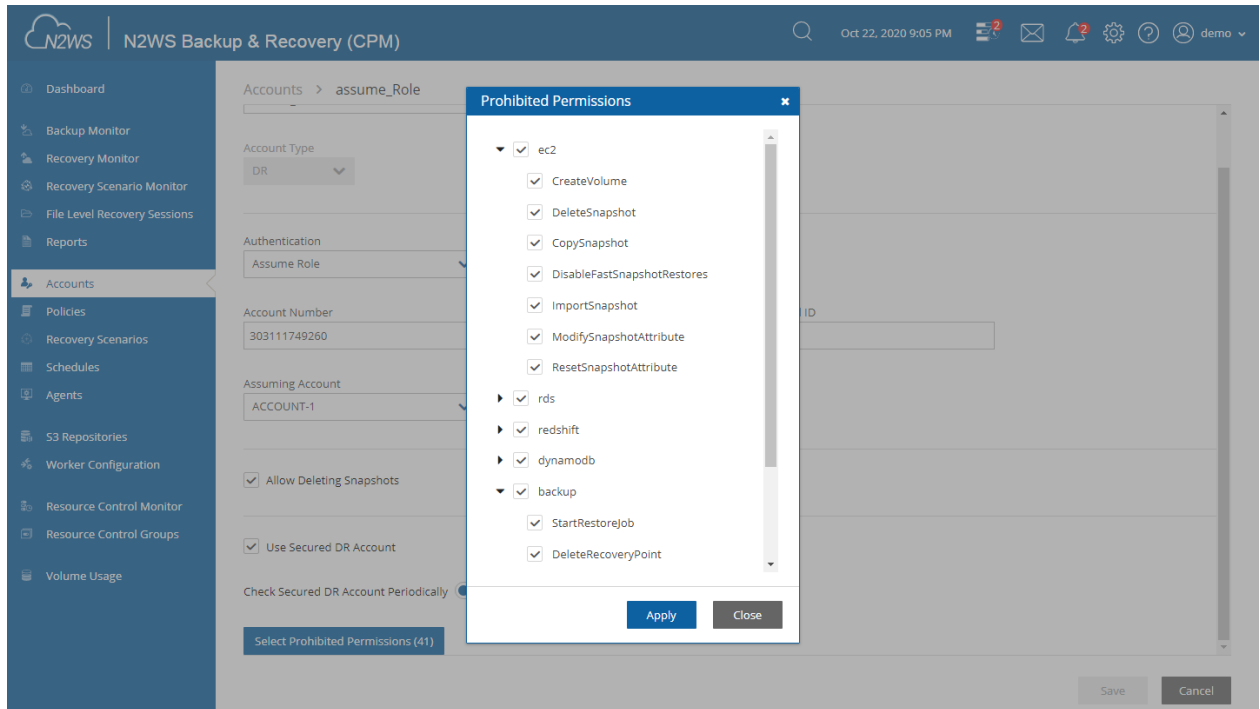 N2WS N2WS Backup & Recovery (CPM) Oct 22, 2020 9:05 PM 2 2 demo
Dashboard
Backup Monitor
Recovery Monitor
Recovery Scenario Monitor
File Level Recovery Sessions
Reports
Accounts
Policies
Recovery Scenarios
Schedules
Agents
S3 Repositories
Worker Configuration
Resource Control Monitor
Resource Control Groups
Volume Usage
Accounts > assume_Role
Account Type
DR
Authentication
Assume Role
Account Number
303111749260
ID
Assuming Account
ACCOUNT-1
Allow Deleting Snapshots
Use Secured DR Account
Check Secured DR Account Periodically
Select Prohibited Permissions (41)
Prohibited Permissions
ec2
CreateVolume
DeleteSnapshot
CopySnapshot
DisableFastSnapshotRestores
ImportSnapshot
ModifySnapshotAttribute
ResetSnapshotAttribute
rds
redshift
dynamodb
backup
StartRestoreJob
DeleteRecoveryPoint
Apply Close
Save Cancel